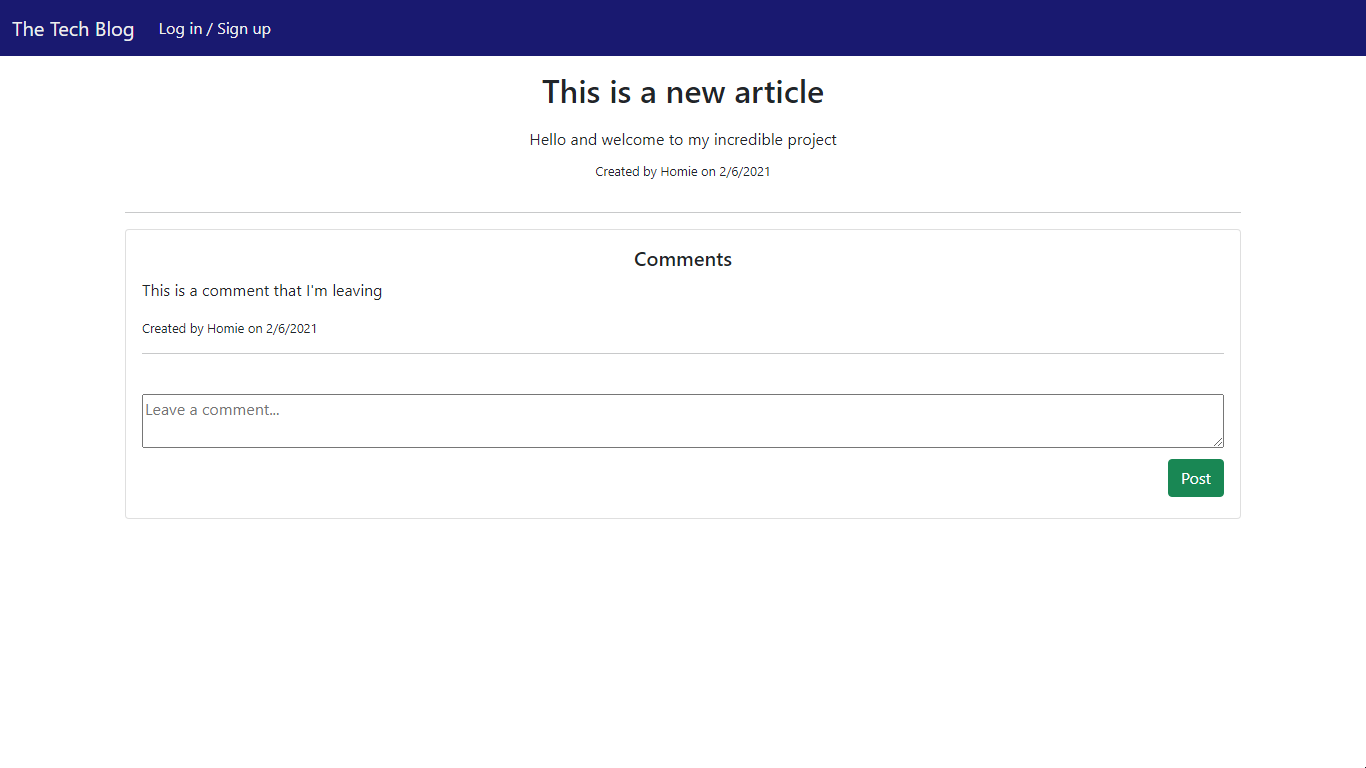 The Tech Blog Log in / Sign up
This is a new article
Hello and welcome to my incredible project
Created by Homie on 2/6/2021
Comments
This is a comment that I'm leaving
Created by Homie on 2/6/2021
Leave a comment...
Post